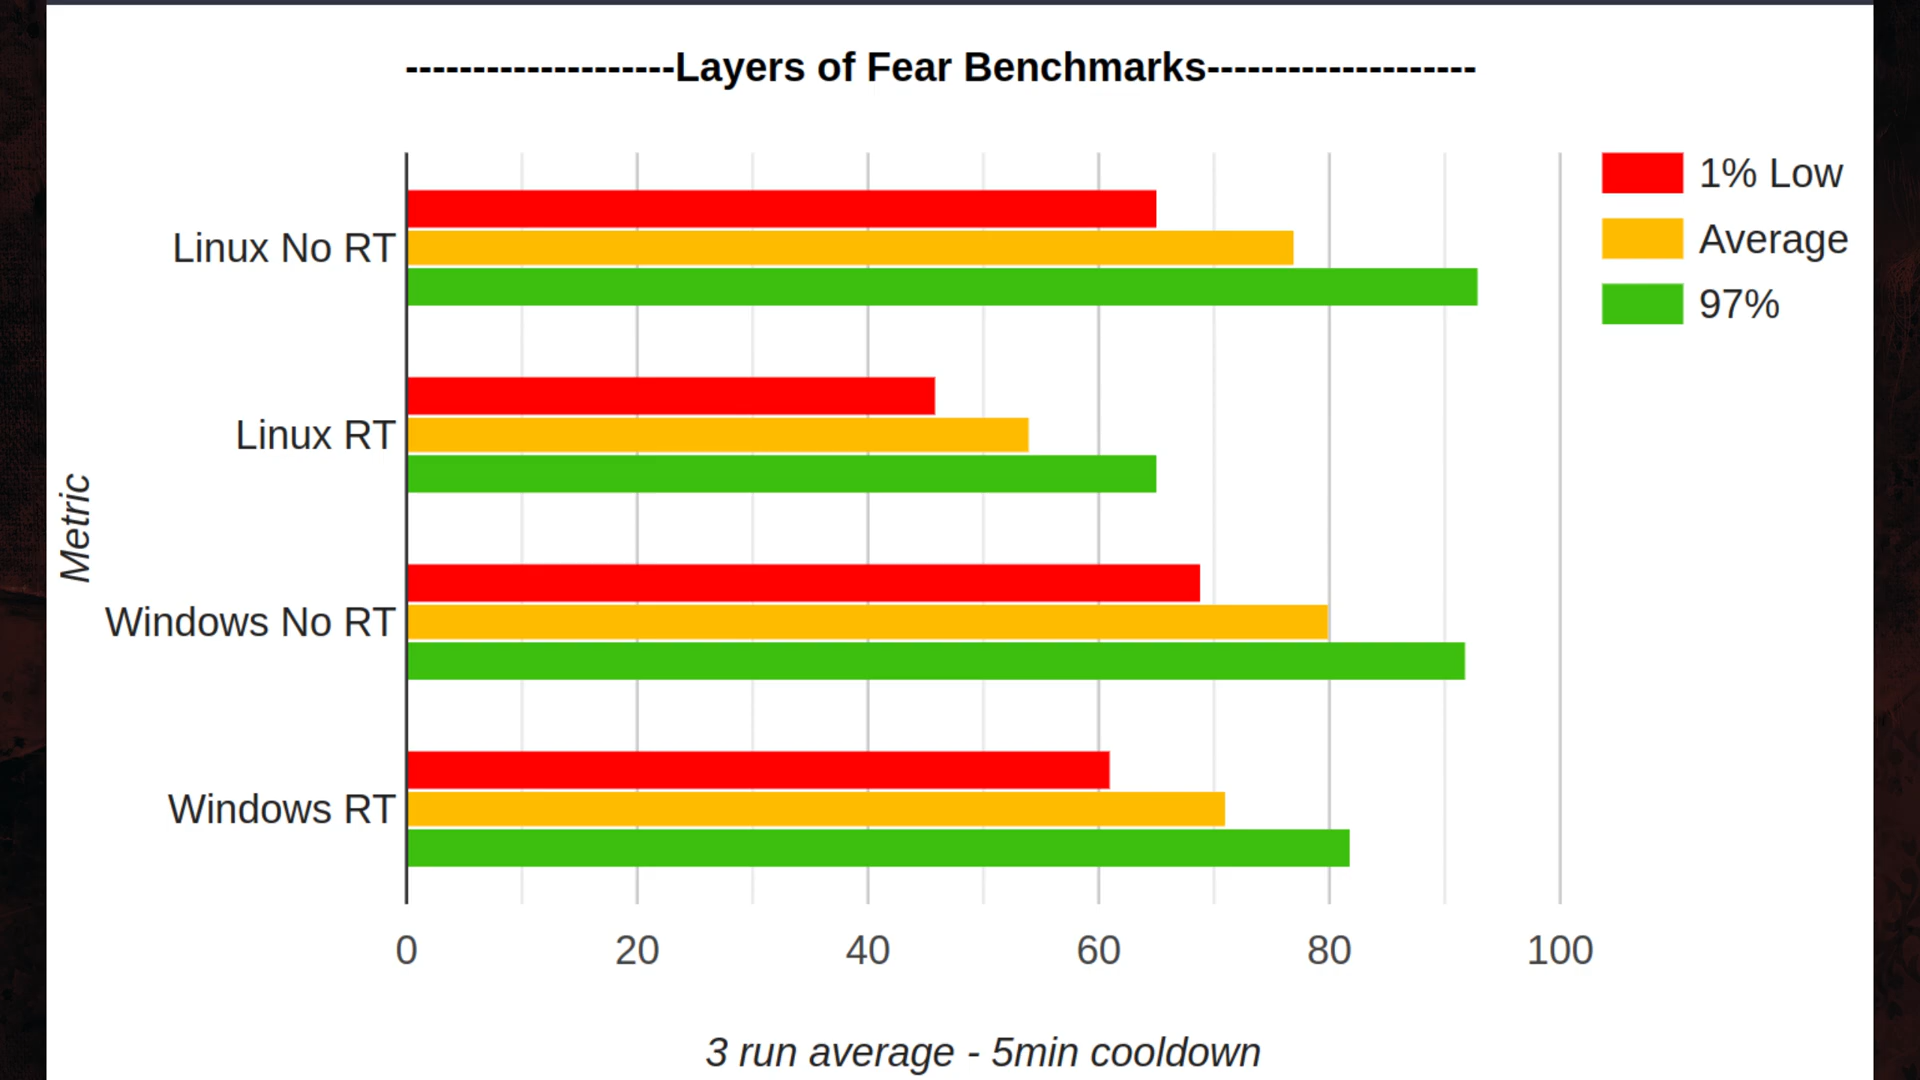 --------------------Layers of Fear Benchmarks--------------------
1% Low
Average
97%
Metric
Linux No RT
Linux RT
Windows No RT
Windows RT
0 20 40 60 80 100
3 run average - 5min cooldown